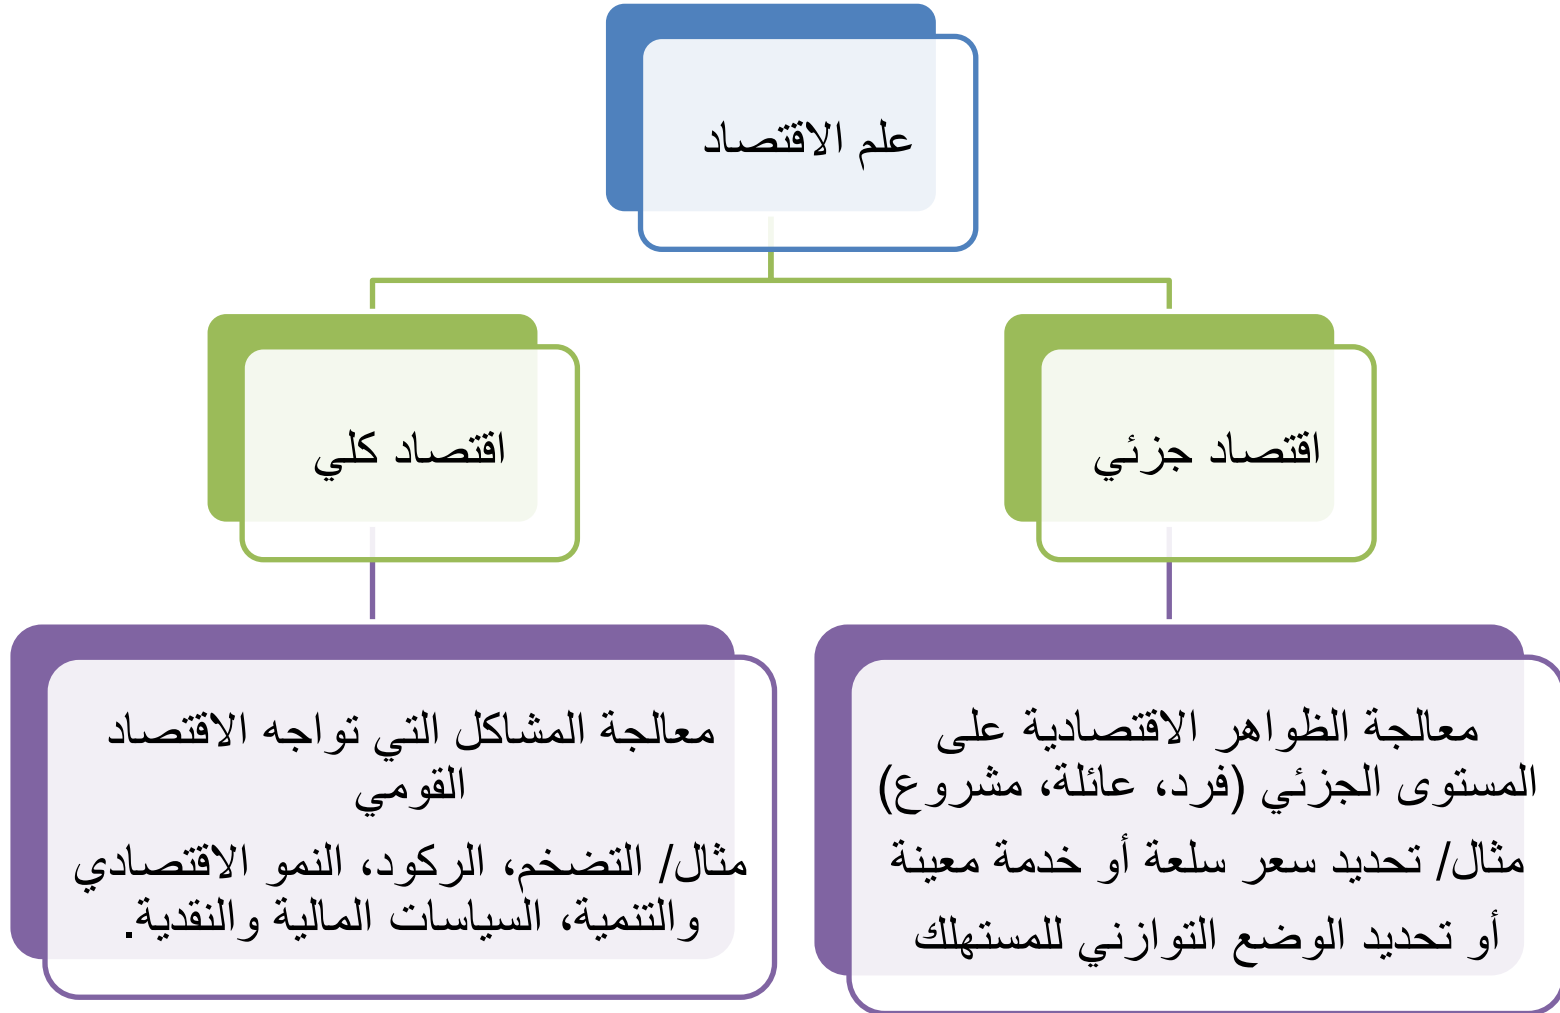 علم الاقتصاد
اقتصاد جزئي
اقتصاد كلي
معالجة الظواهر الاقتصادية على
المستوى الجزئي (فرد، عائلة، مشروع)
مثال/ تحديد سعر سلعة أو خدمة معينة
أو تحديد الوضع التوازني للمستهلك
معالجة المشاكل التي تواجه الاقتصاد
القومي
مثال/ التضخم، الركود، النمو الاقتصادي
والتنمية، السياسات المالية والنقدية.